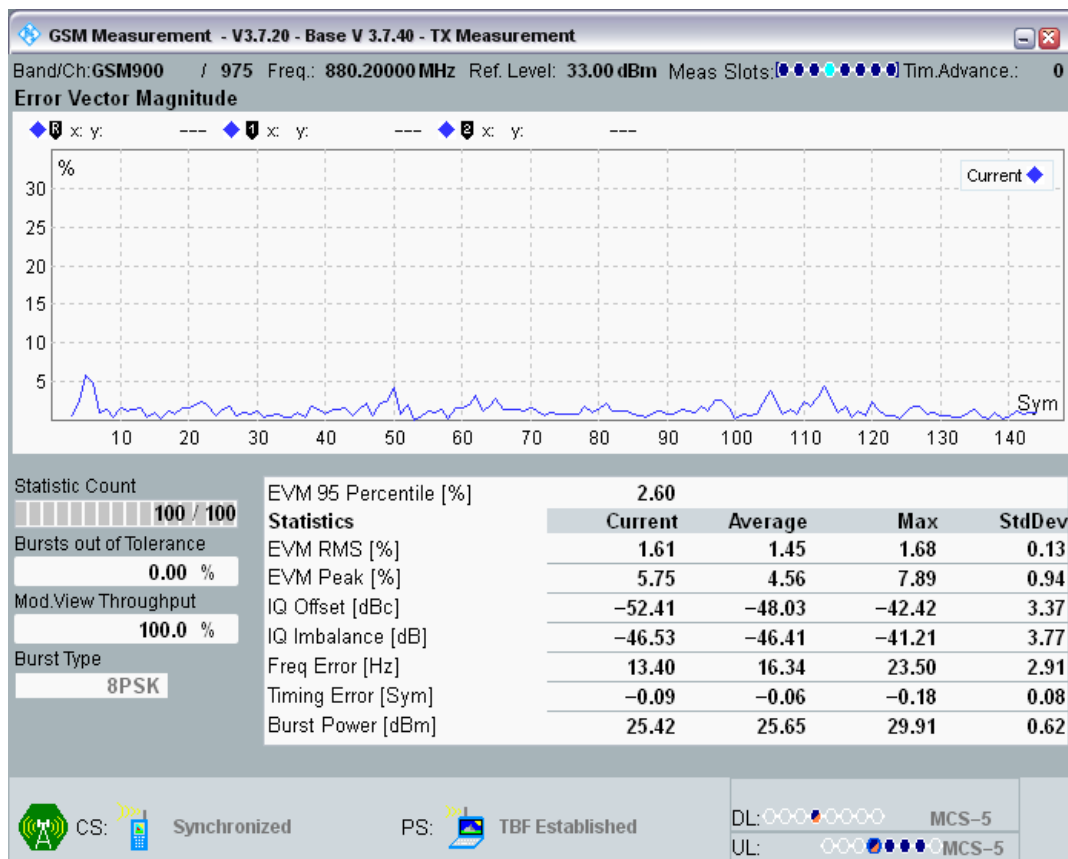 GSM Measurement - V3.7.20 - Base V 3.7.40 - TX Measurement
Band/Ch:GSM900 / 975 Freq.: 880.20000 MHz Ref. Level: 33.00 dBm Meas Slots: Tim.Advance.: 0
Error Vector Magnitude
R x: y: --- 1 x: y: --- 2 x: y: ---
%
Current
30
25
20
15
10
5
Sym
10 20 30 40 50 60 70 80 90 100 110 120 130 140
Statistic Count
100 / 100
Bursts out of Tolerance
0.00 %
Mod.View Throughput
100.0 %
Burst Type
8PSK
EVM 95 Percentile [%] 2.60
Statistics Current Average Max StdDev
EVM RMS [%] 1.61 1.45 1.68 0.13
EVM Peak [%] 5.75 4.56 7.89 0.94
IQ Offset [dBc] −52.41 −48.03 −42.42 3.37
IQ Imbalance [dB] −46.53 −46.41 −41.21 3.77
Freq Error [Hz] 13.40 16.34 23.50 2.91
Timing Error [Sym] −0.09 −0.06 −0.18 0.08
Burst Power [dBm] 25.42 25.65 29.91 0.62
CS: Synchronized PS: TBF Established
DL: MCS−5
UL: MCS−5